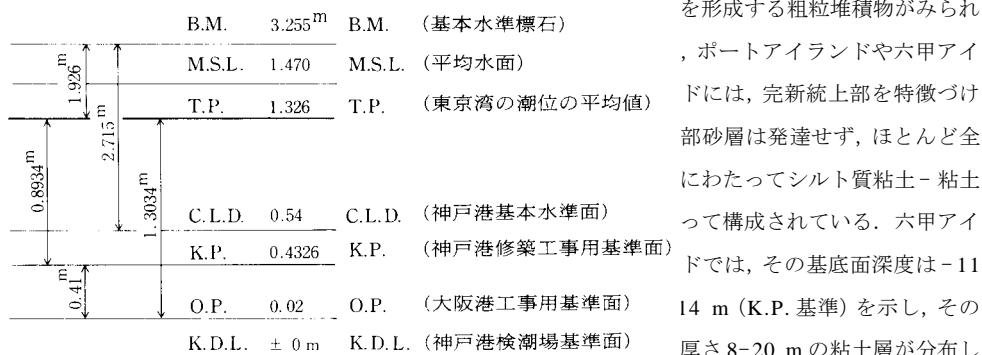 B.M. 3.255m B.M. (基本水準標石)
M.S.L. 1.470 M.S.L. (平均水面)
T.P. 1.326 T.P. (東京湾の潮位の平均値)
C.L.D. 0.54 C.L.D. (神戸港基本水準面)
K.P. 0.4326 K.P. (神戸港修築工事用基準面)
O.P. 0.02 O.P. (大阪港工事用基準面)
K.D.L. ± 0 m K.D.L. (神戸港検潮場基準面)
1.926m
2.715m
0.8934m
1.3034m
0.41m
を形成する粗粒堆積物がみられ
, ポートアイランドや六甲アイ
ドには, 完新統上部を特徴づけ
部砂層は発達せず, ほとんど全
にわたってシルト質粘土-粘土
って構成されている. 六甲アイ
ドでは, その基底面深度は-11
14 m (K.P. 基準) を示し, その
厚さ8-20 mの粘土層が分布し